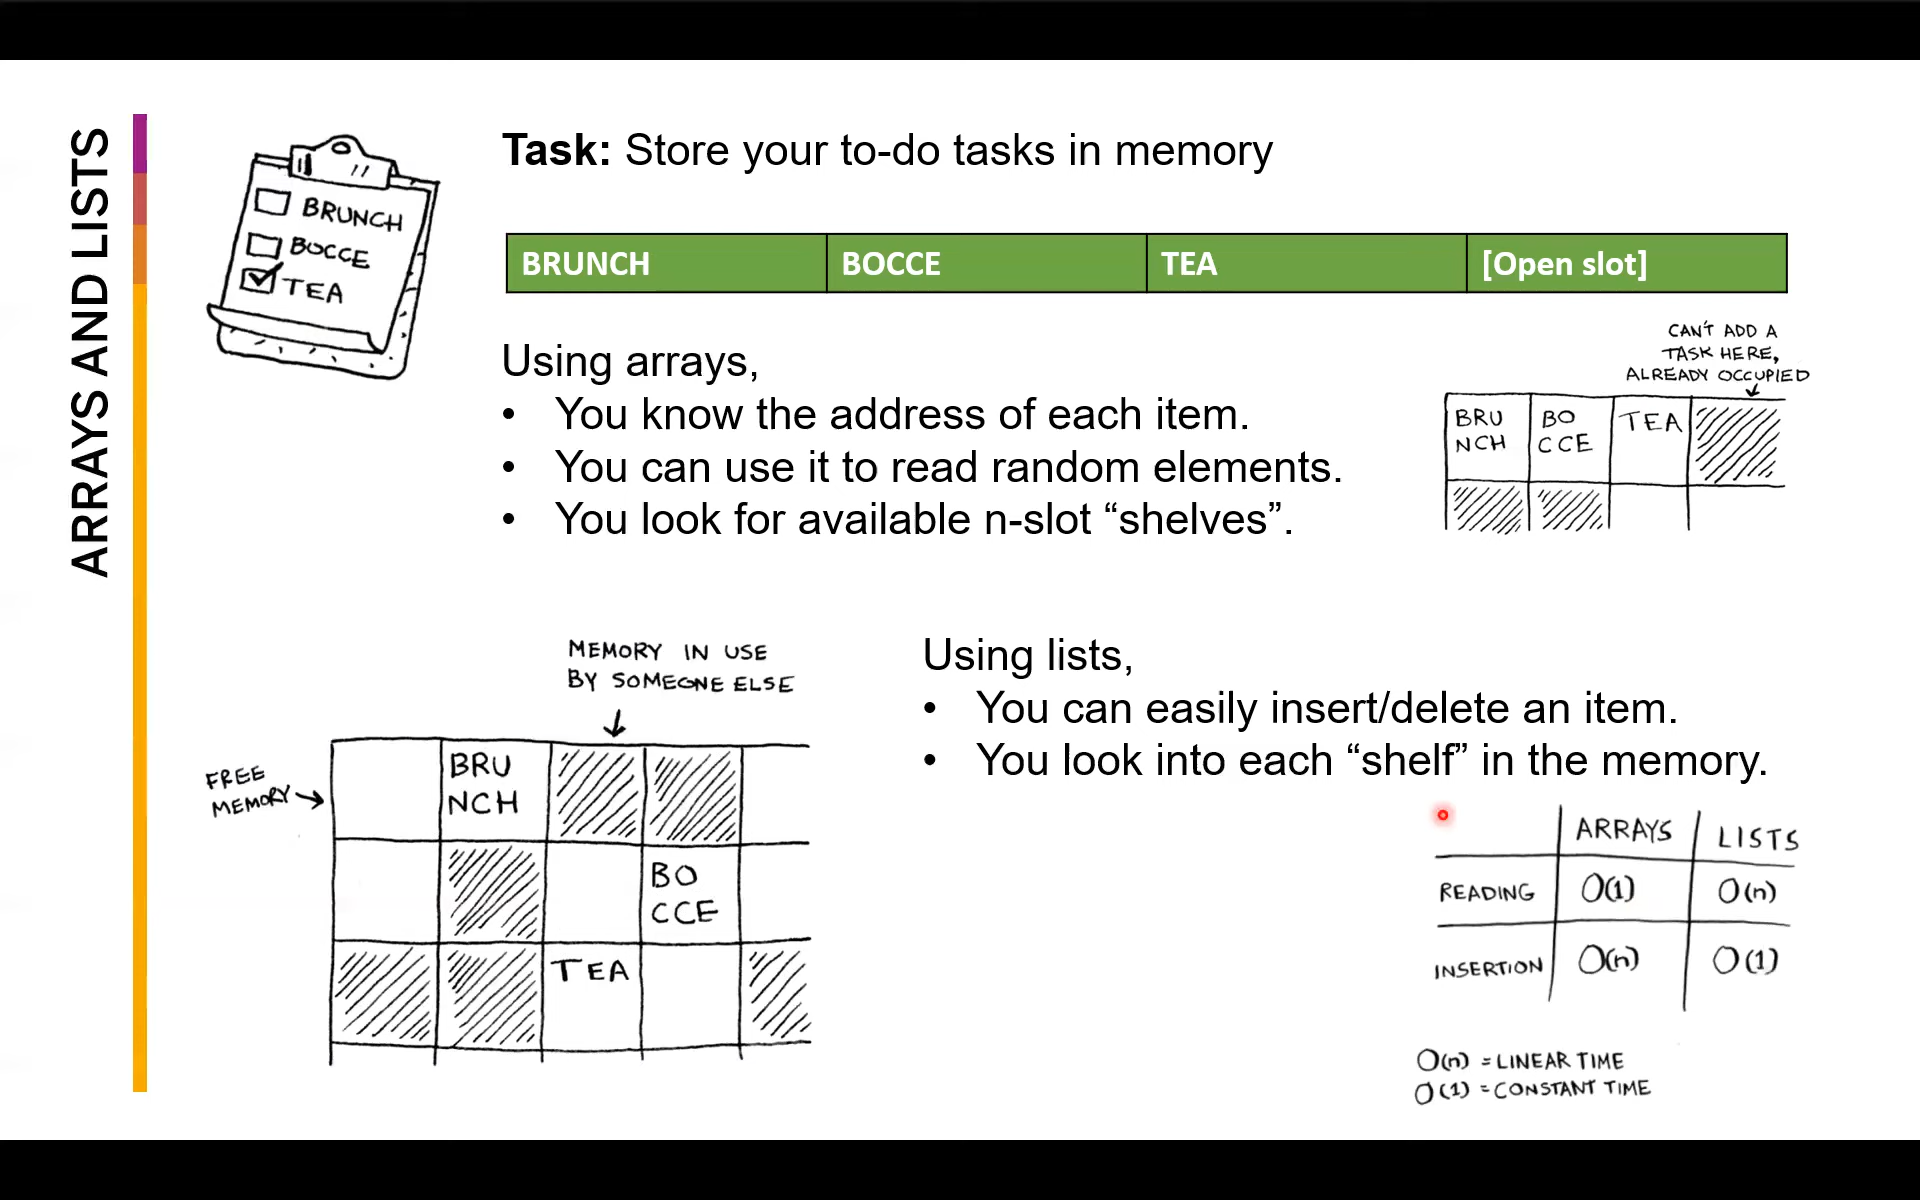 ARRAYS AND LISTS
BRUNCH
BOCCE
TEA
Task: Store your to-do tasks in memory
BRUNCH BOCCE TEA [Open slot]
Using arrays,
• You know the address of each item.
• You can use it to read random elements.
• You look for available n-slot “shelves”.
CAN'T ADD A
TASK HERE,
ALREADY OCCUPIED
BRU BO TEA
NCH CCE
MEMORY IN USE
BY SOMEONE ELSE
FREE
MEMORY
BRU
NCH
BO
CCE
TEA
Using lists,
• You can easily insert/delete an item.
• You look into each “shelf” in the memory.
ARRAYS LISTS
READING O(1) O(n)
INSERTION O(n) O(1)
O(n) = LINEAR TIME
O(1) = CONSTANT TIME